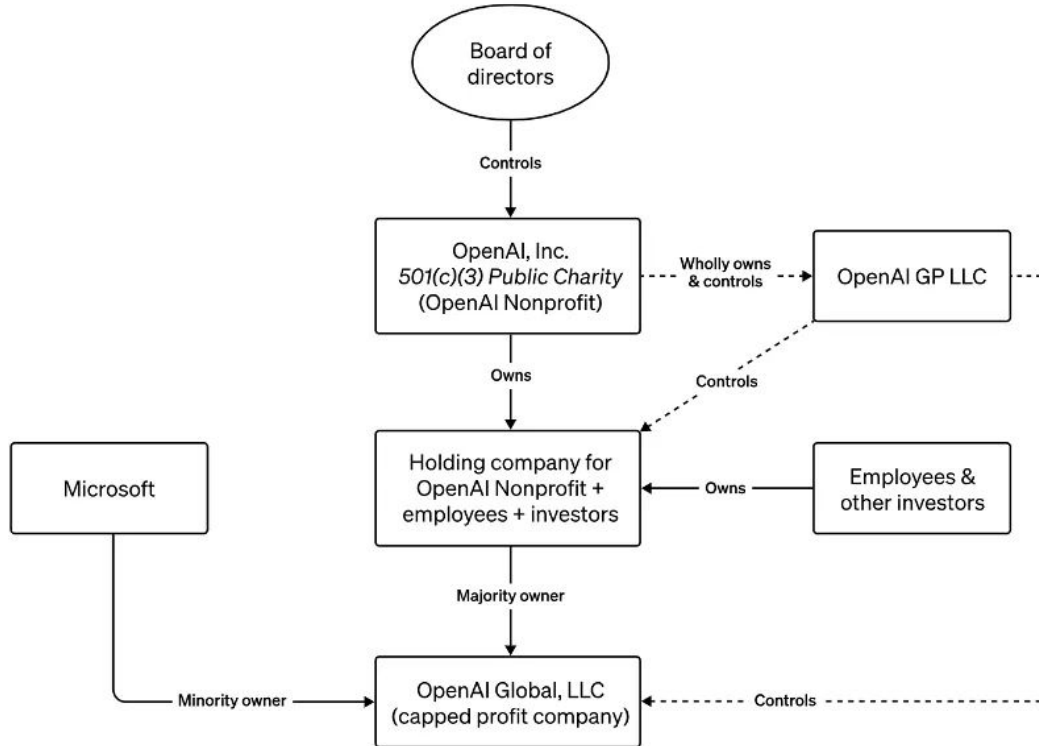 Board of
directors
Controls
OpenAI, Inc.
501(c)(3) Public Charity
(OpenAI Nonprofit)
Wholly owns
& controls
OpenAI GP LLC
Owns
Controls
Microsoft
Holding company for
OpenAI Nonprofit +
employees + investors
Owns
Employees &
other investors
Majority owner
Minority owner
OpenAI Global, LLC
(capped profit company)
Controls